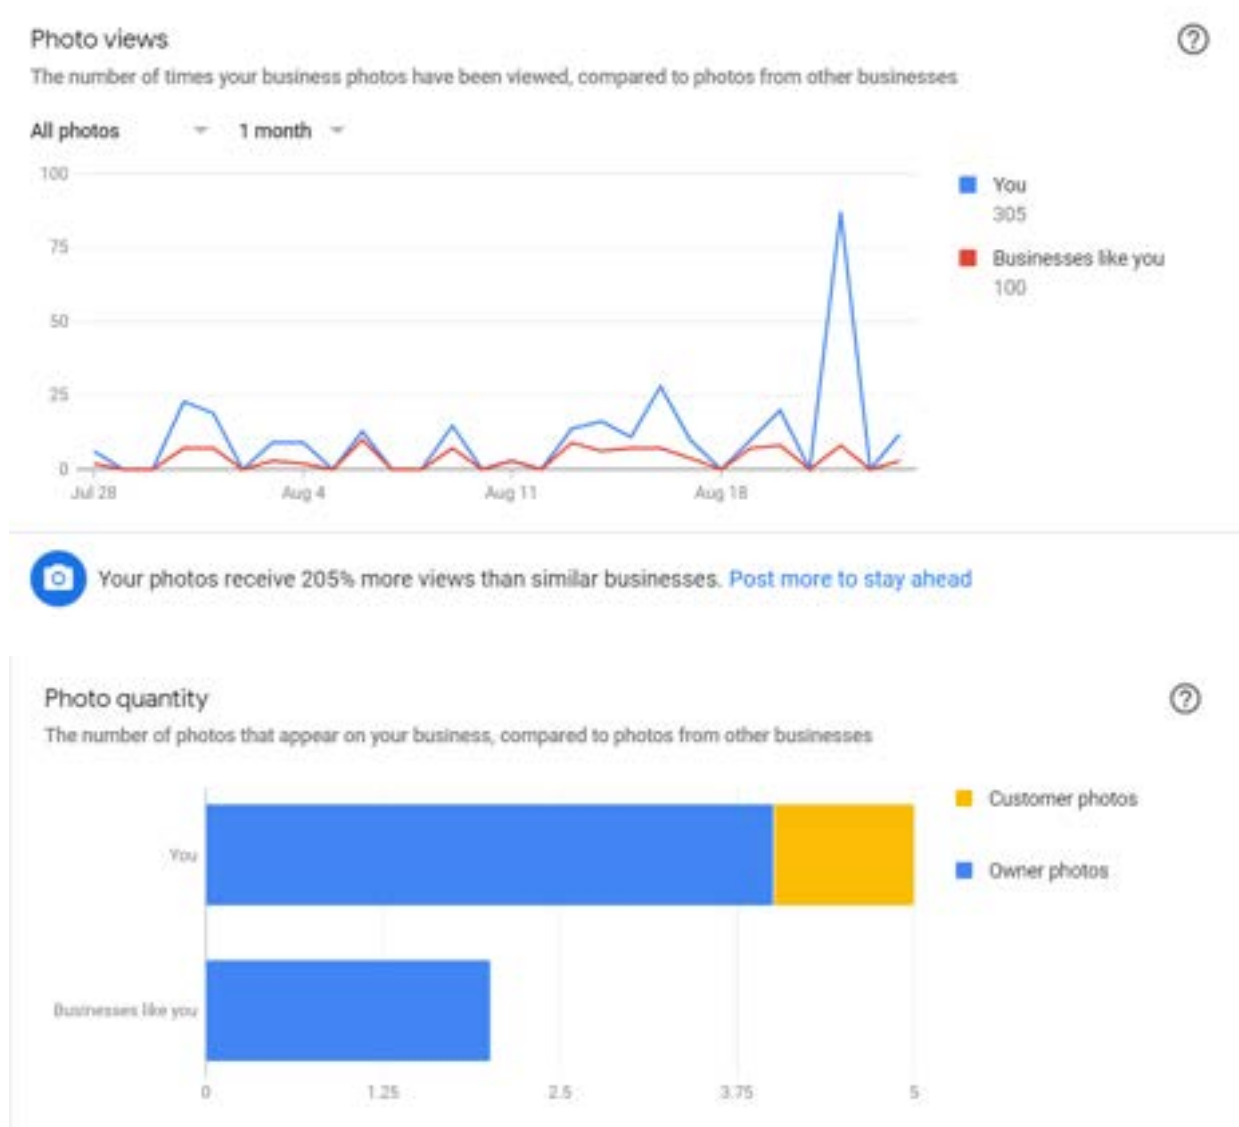 Photo views
The number of times your business photos have been viewed, compared to photos from other businesses
All photos 1 month
100
75
50
25
0
Jul 28 Aug 4 Aug 11 Aug 18
You
305
Businesses like you
100
Your photos receive 205% more views than similar businesses. Post more to stay ahead
Photo quantity
The number of photos that appear on your business, compared to photos from other businesses
You
Businesses like you
0 1.25 2.5 3.75 5
Customer photos
Owner photos